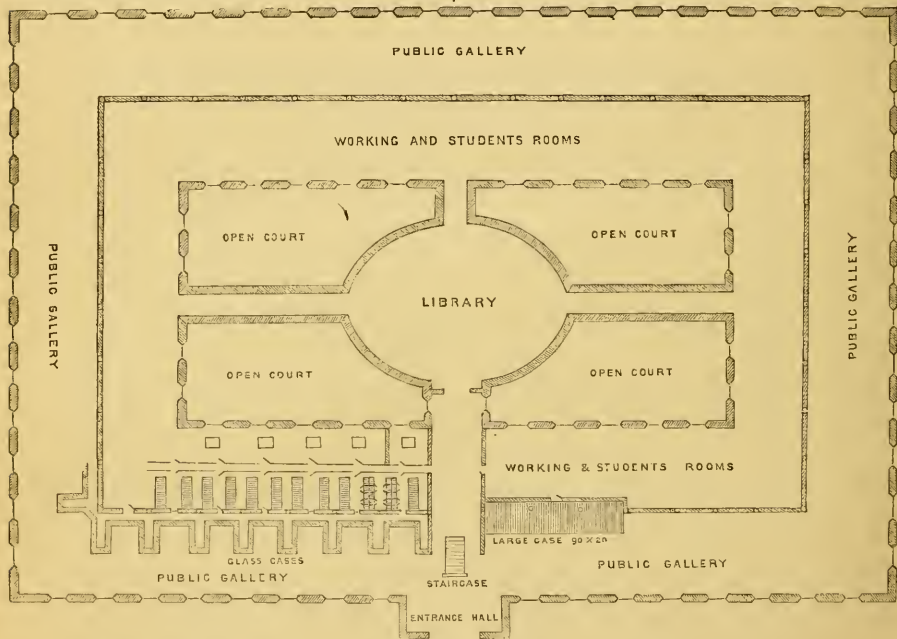 PUBLIC GALLERY
WORKING AND STUDENTS ROOMS
OPEN COURT
OPEN COURT
PUBLIC GALLERY
PUBLIC GALLERY
LIBRARY
OPEN COURT
OPEN COURT
WORKING & STUDENTS ROOMS
LARGE CASE 90 × 20
GLASS CASES
PUBLIC GALLERY
PUBLIC GALLERY
STAIRCASE
ENTRANCE HALL